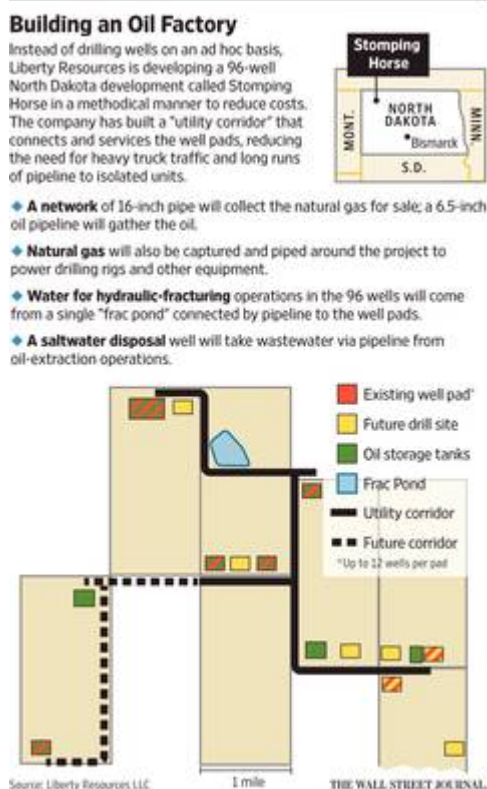 Building an Oil Factory
Instead of drilling wells on an ad hoc basis,
Liberty Resources is developing a 96-well
North Dakota development called Stomping
Horse in a methodical manner to reduce costs.
The company has built a "utility corridor" that
connects and services the well pads, reducing
the need for heavy truck traffic and long runs
of pipeline to isolated units.
Stomping
Horse
MONT.
NORTH
DAKOTA
Bismarck
MINN
S.D.
◆ A network of 16-inch pipe will collect the natural gas for sale; a 6.5-inch
oil pipeline will gather the oil.
◆ Natural gas will also be captured and piped around the project to
power drilling rigs and other equipment.
◆ Water for hydraulic-fracturing operations in the 96 wells will come
from a single "frac pond" connected by pipeline to the well pads.
◆ A saltwater disposal well will take wastewater via pipeline from
oil-extraction operations.
Existing well pad*
Future drill site
Oil storage tanks
Frac Pond
Utility corridor
Future corridor
*Up to 12 wells per pad
1 mile
Source: Liberty Resources LLC
THE WALL STREET JOURNAL.